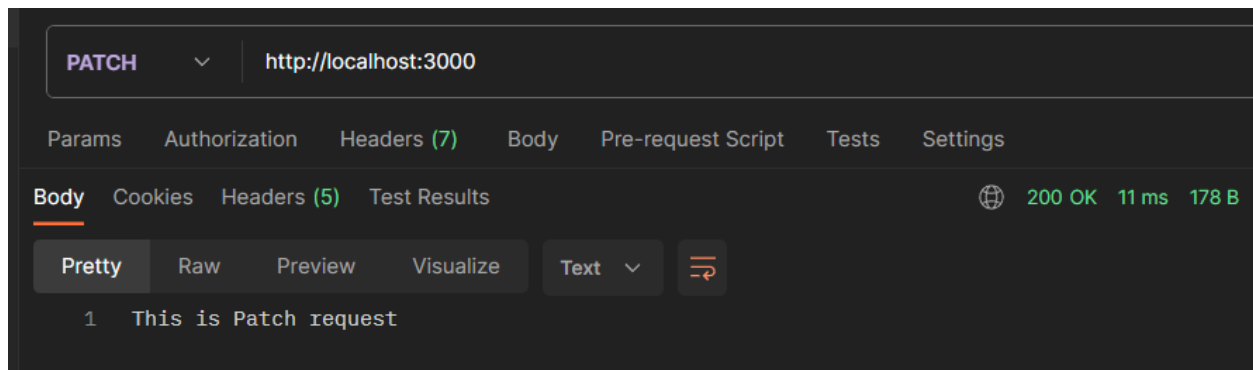 PATCH http://localhost:3000
Params Authorization Headers (7) Body Pre-request Script Tests Settings
Body Cookies Headers (5) Test Results 200 OK 11 ms 178 B
Pretty Raw Preview Visualize Text
1 This is Patch request